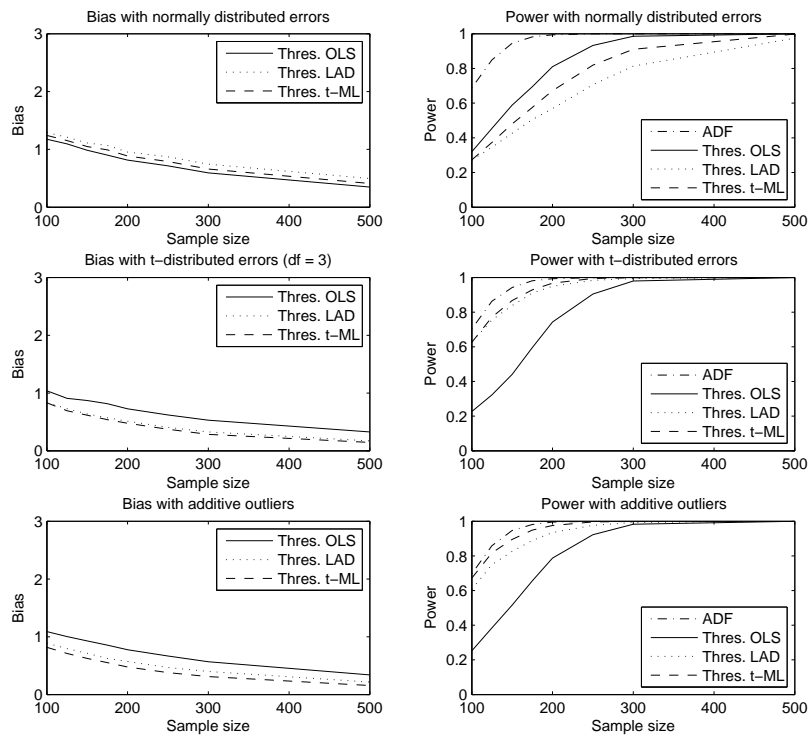 Bias with normally distributed errors
3
2
1
0
Bias
100
200
300
400
500
Sample size
Thres. OLS
Thres. LAD
Thres. t−ML
Power with normally distributed errors
1
0.8
0.6
0.4
0.2
0
Power
100
200
300
400
500
Sample size
ADF
Thres. OLS
Thres. LAD
Thres. t−ML
Bias with t−distributed errors (df = 3)
3
2
1
0
Bias
100
200
300
400
500
Sample size
Thres. OLS
Thres. LAD
Thres. t−ML
Power with t−distributed errors
1
0.8
0.6
0.4
0.2
0
Power
100
200
300
400
500
Sample size
ADF
Thres. OLS
Thres. LAD
Thres. t−ML
Bias with additive outliers
3
2
1
0
Bias
100
200
300
400
500
Sample size
Thres. OLS
Thres. LAD
Thres. t−ML
Power with additive outliers
1
0.8
0.6
0.4
0.2
0
Power
100
200
300
400
500
Sample size
ADF
Thres. OLS
Thres. LAD
Thres. t−ML